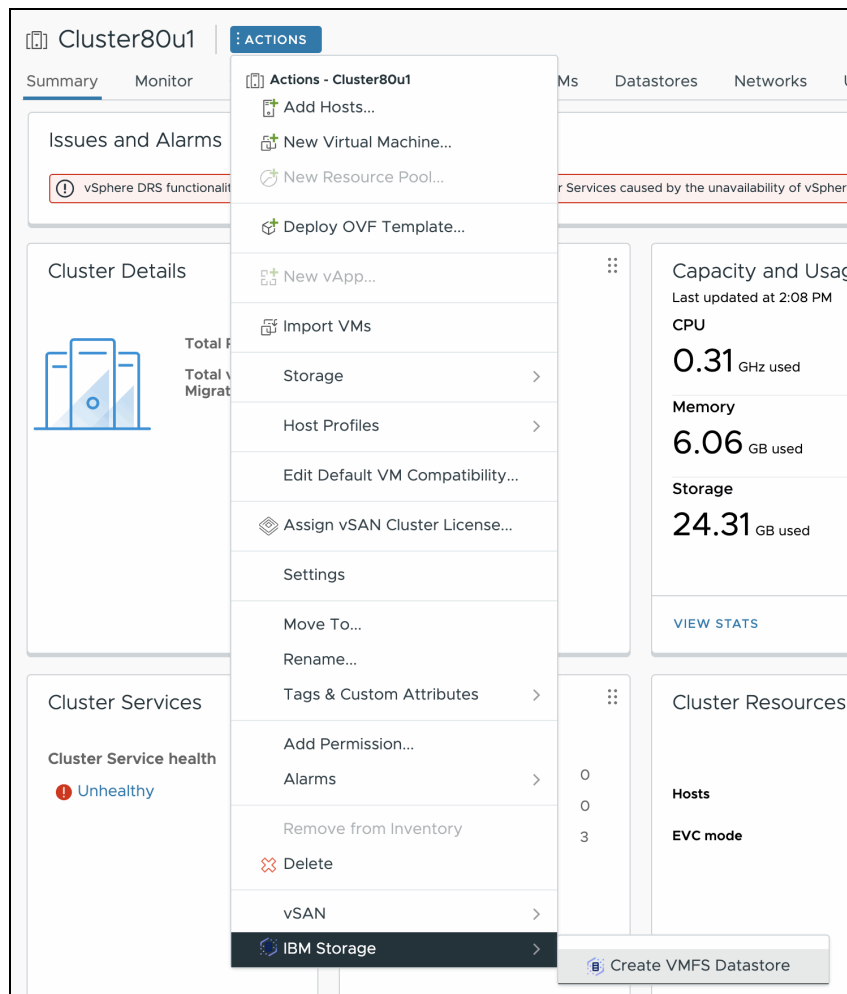 Cluster80u1
ACTIONS
Summary
Monitor
Datastores
Networks
Actions - Cluster80u1
Add Hosts...
New Virtual Machine...
New Resource Pool...
Deploy OVF Template...
New vApp...
Import VMs
Storage
Host Profiles
Edit Default VM Compatibility...
Assign vSAN Cluster License...
Settings
Move To...
Rename...
Tags & Custom Attributes
Add Permission...
Alarms
Remove from Inventory
Delete
vSAN
IBM Storage
Create VMFS Datastore
Issues and Alarms
vSphere DRS
Services caused by the unavailability of
Cluster Details
Total
Total
Capacity and
Last updated at 2:08 PM
CPU
0.31 GHz used
Memory
6.06 GB used
Storage
24.31 GB used
VIEW STATS
Cluster Services
Cluster Service health
Unhealthy
0
0
3
Cluster Resources
Hosts
EVC mode